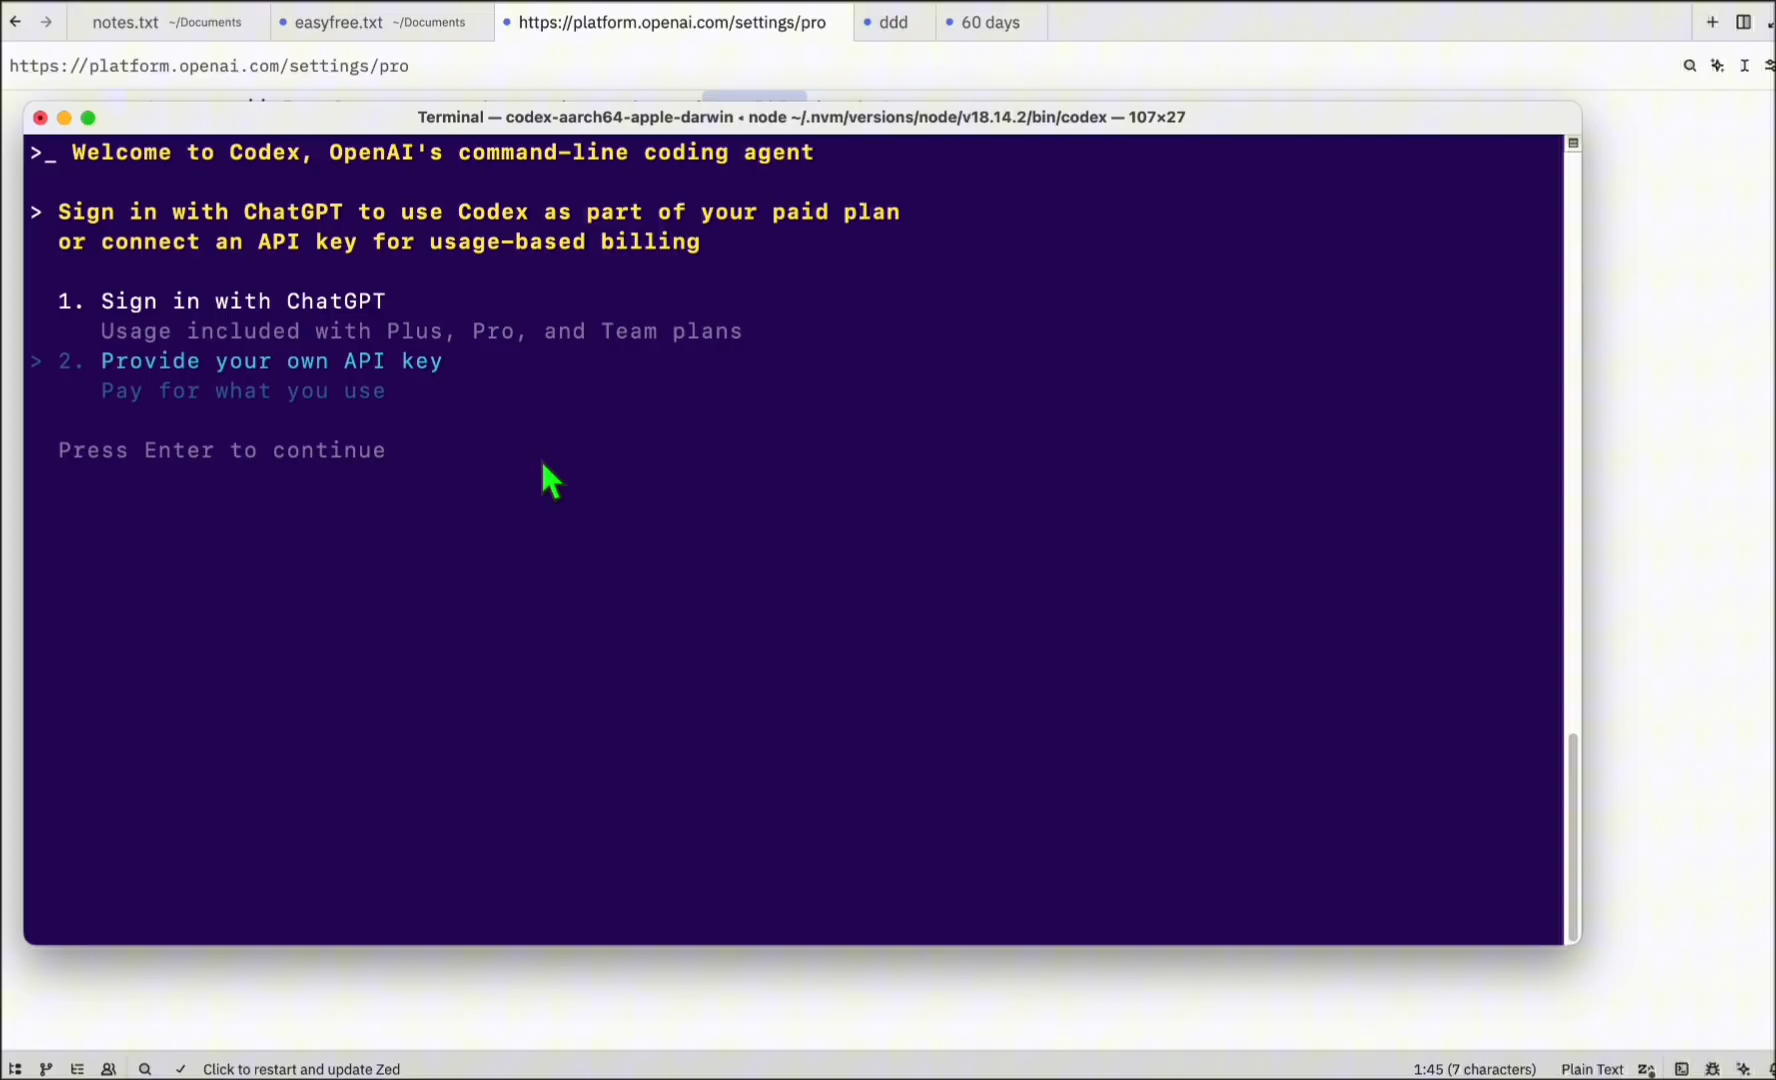 notes.txt ~/Documents
easyfree.txt ~/Documents
https://platform.openai.com/settings/pro
ddd
60 days
https://platform.openai.com/settings/pro
Terminal — codex-aarch64-apple-darwin ◂ node ~/.nvm/versions/node/v18.14.2/bin/codex — 107×27
>_ Welcome to Codex, OpenAI's command-line coding agent
> Sign in with ChatGPT to use Codex as part of your paid plan
or connect an API key for usage-based billing
1. Sign in with ChatGPT
Usage included with Plus, Pro, and Team plans
> 2. Provide your own API key
Pay for what you use
Press Enter to continue
Click to restart and update Zed
1:45 (7 characters)
Plain Text